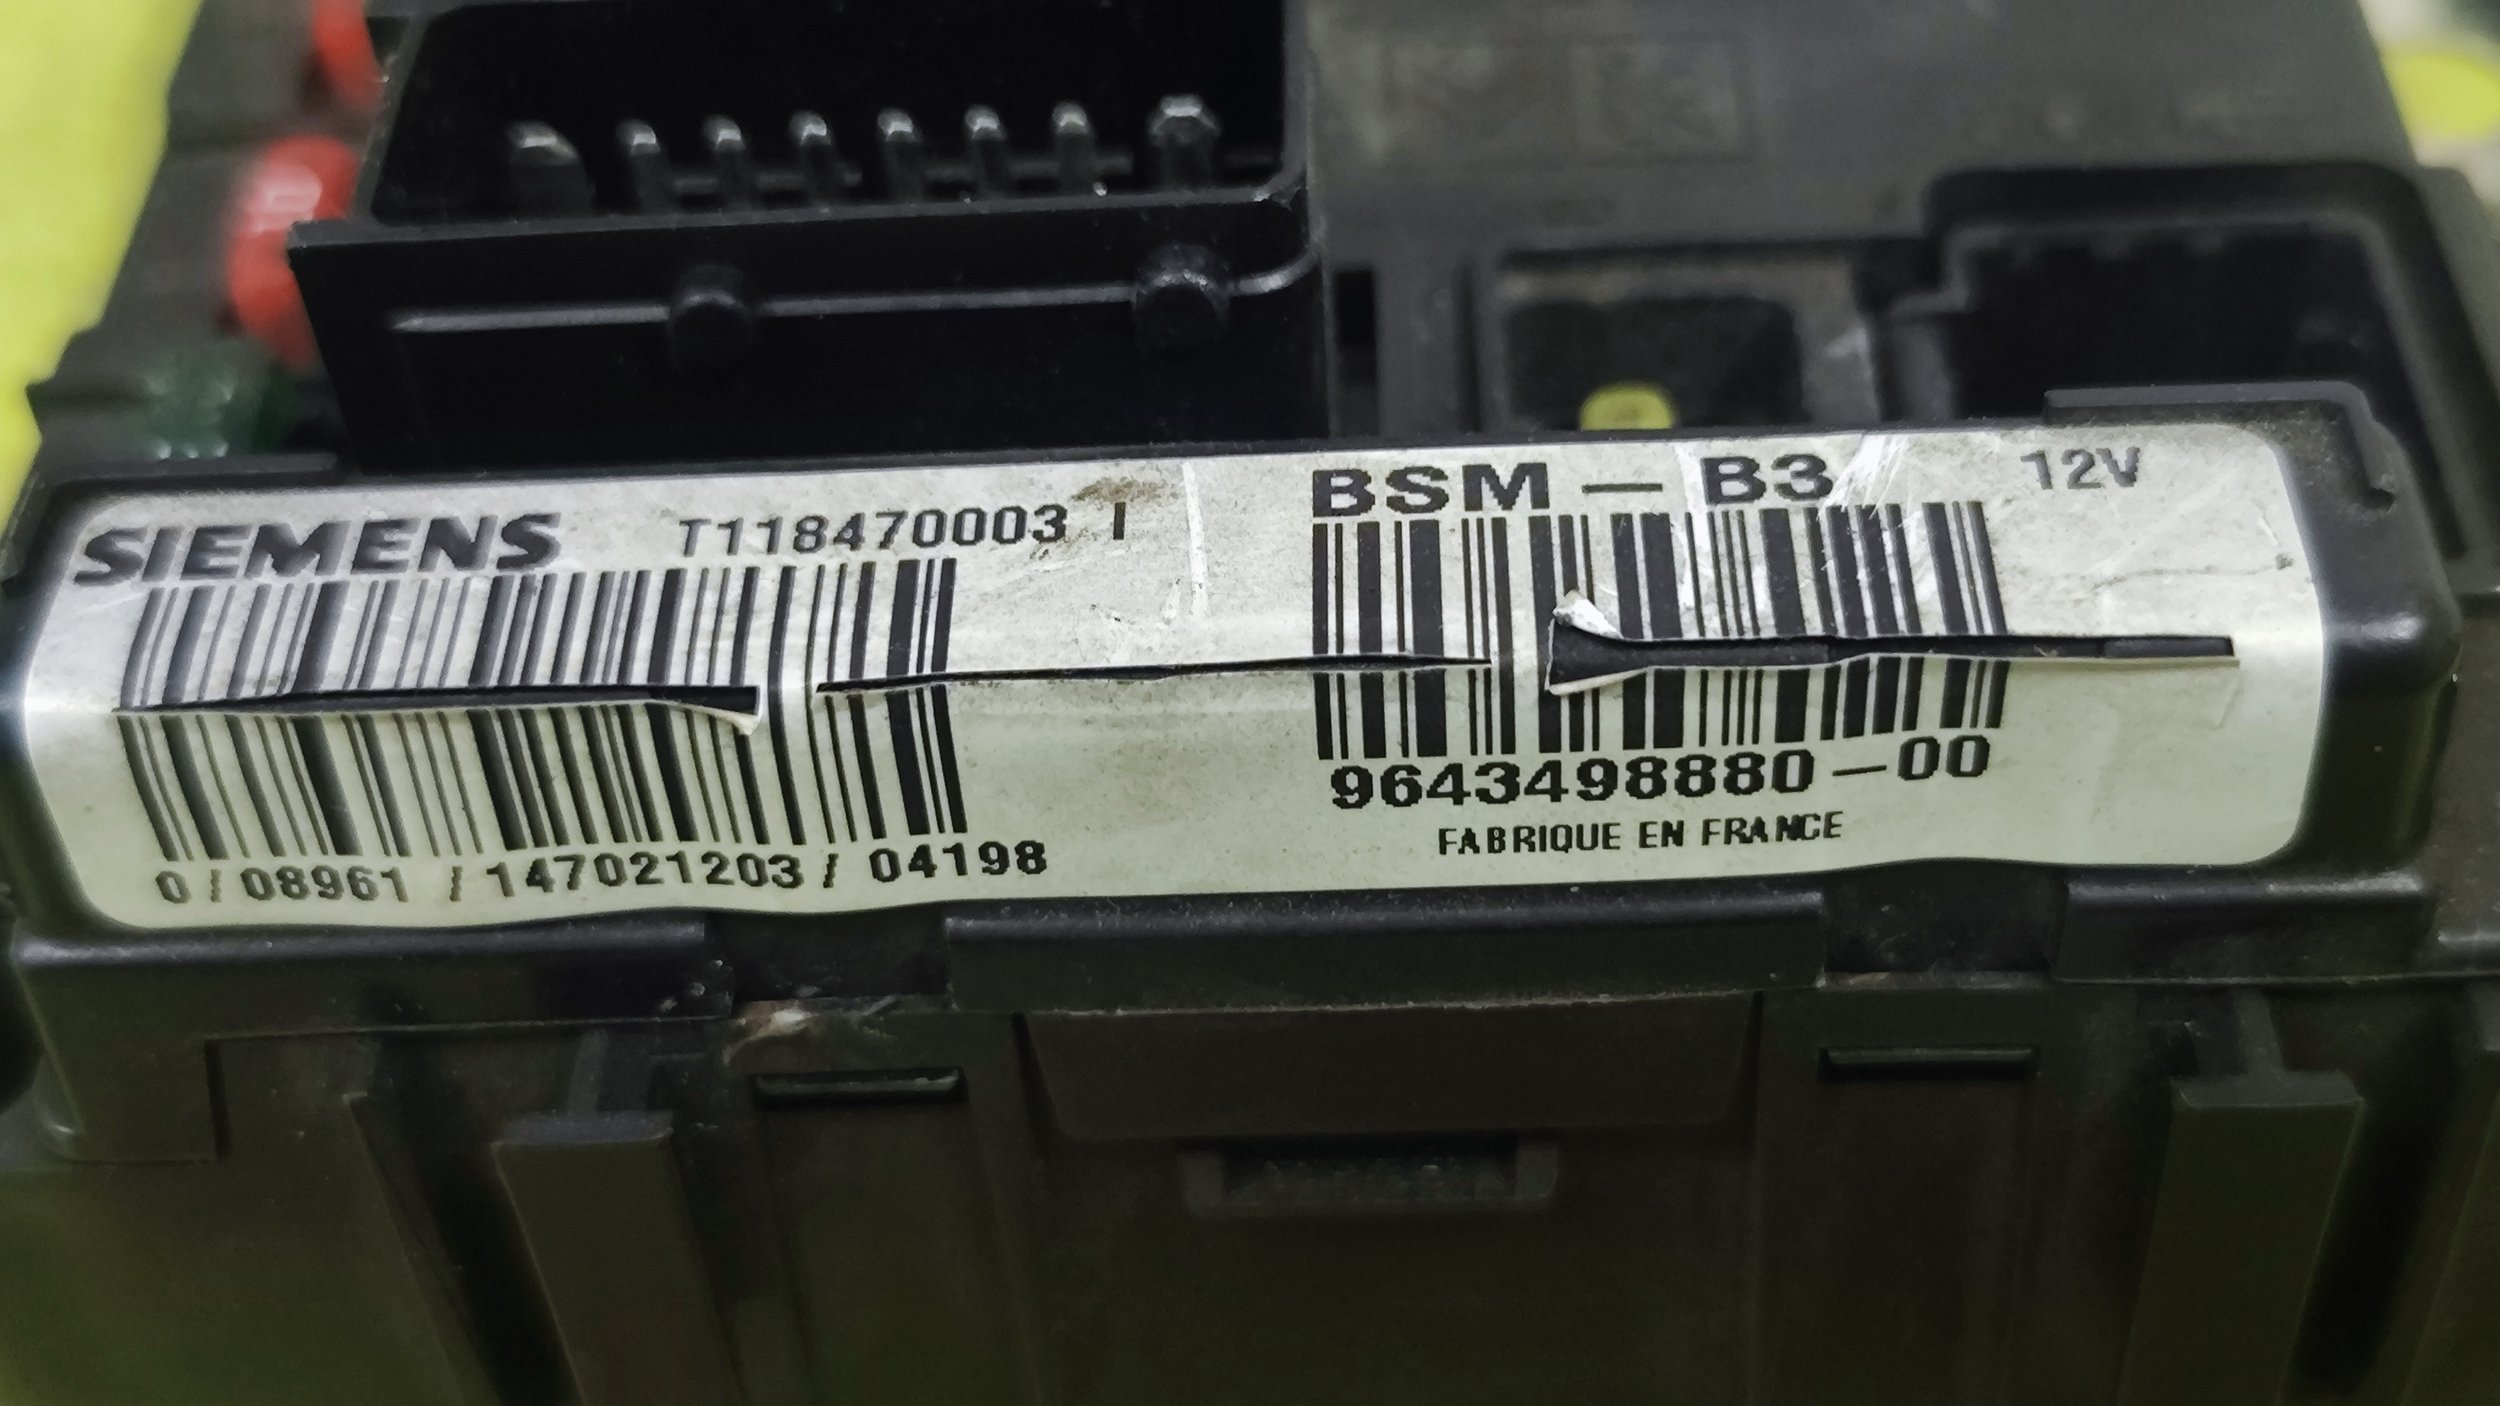 SIEMENS T118470003 I
BSM - B3 12V
0 / 08961 / 147021203 / 04198
9643498880-00
FABRIQUE EN FRANCE